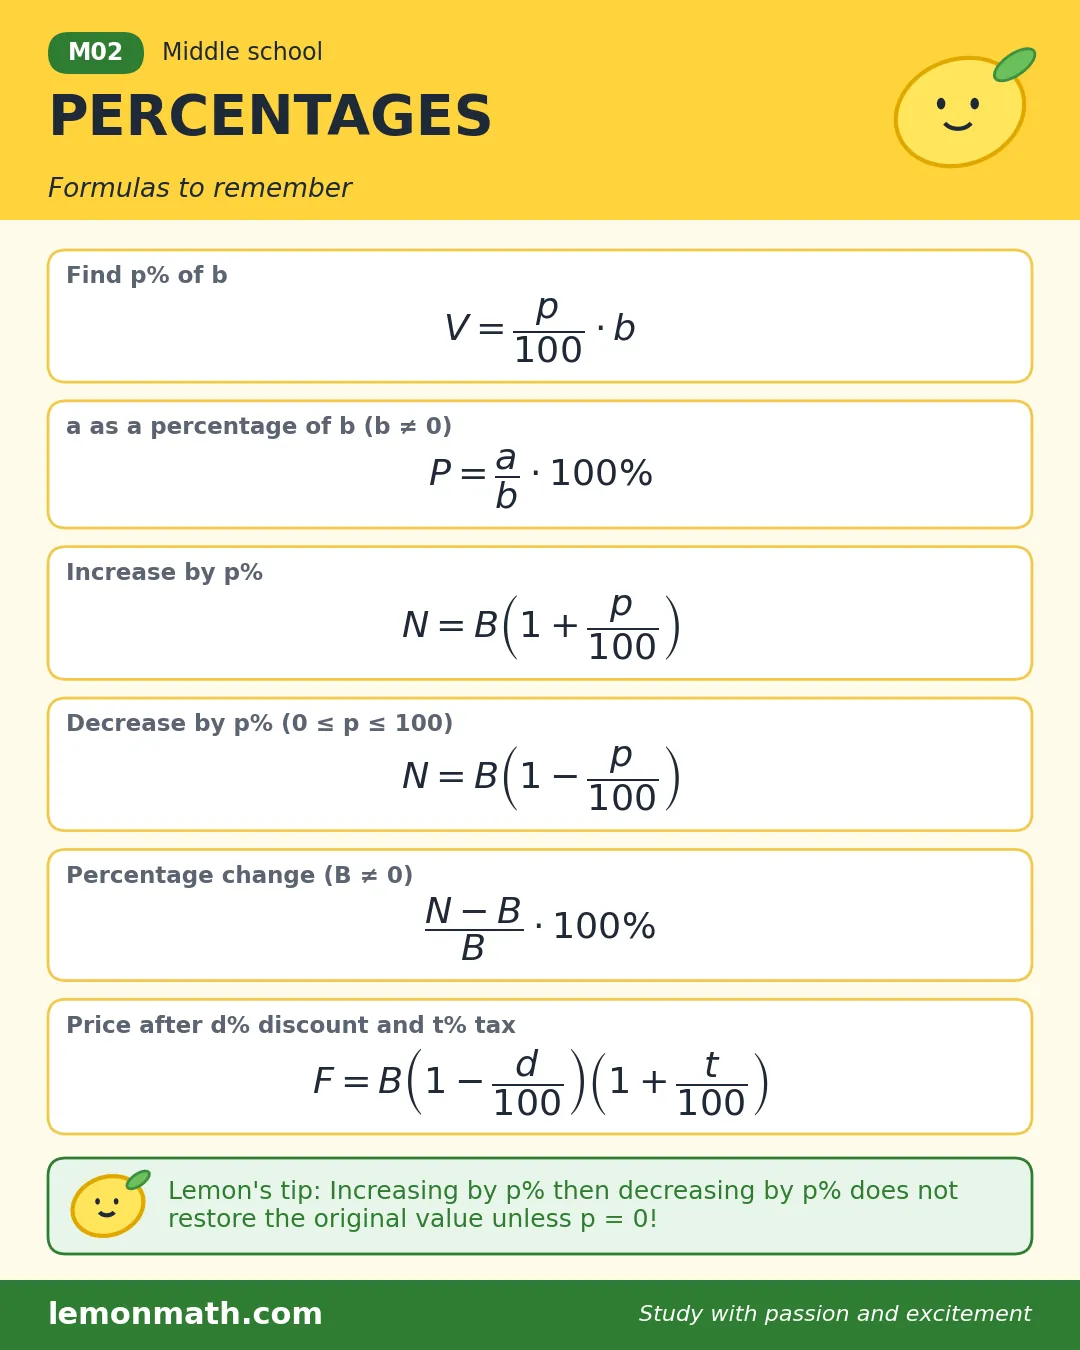 M02 Middle school
PERCENTAGES
Formulas to remember
Find p% of b
V = p/100 · b
a as a percentage of b (b ≠ 0)
P = a/b · 100%
Increase by p%
N = B(1 + p/100)
Decrease by p% (0 ≤ p ≤ 100)
N = B(1 − p/100)
Percentage change (B ≠ 0)
(N − B)/B · 100%
Price after d% discount and t% tax
F = B(1 − d/100)(1 + t/100)
Lemon's tip: Increasing by p% then decreasing by p% does not
restore the original value unless p = 0!
lemonmath.com
Study with passion and excitement